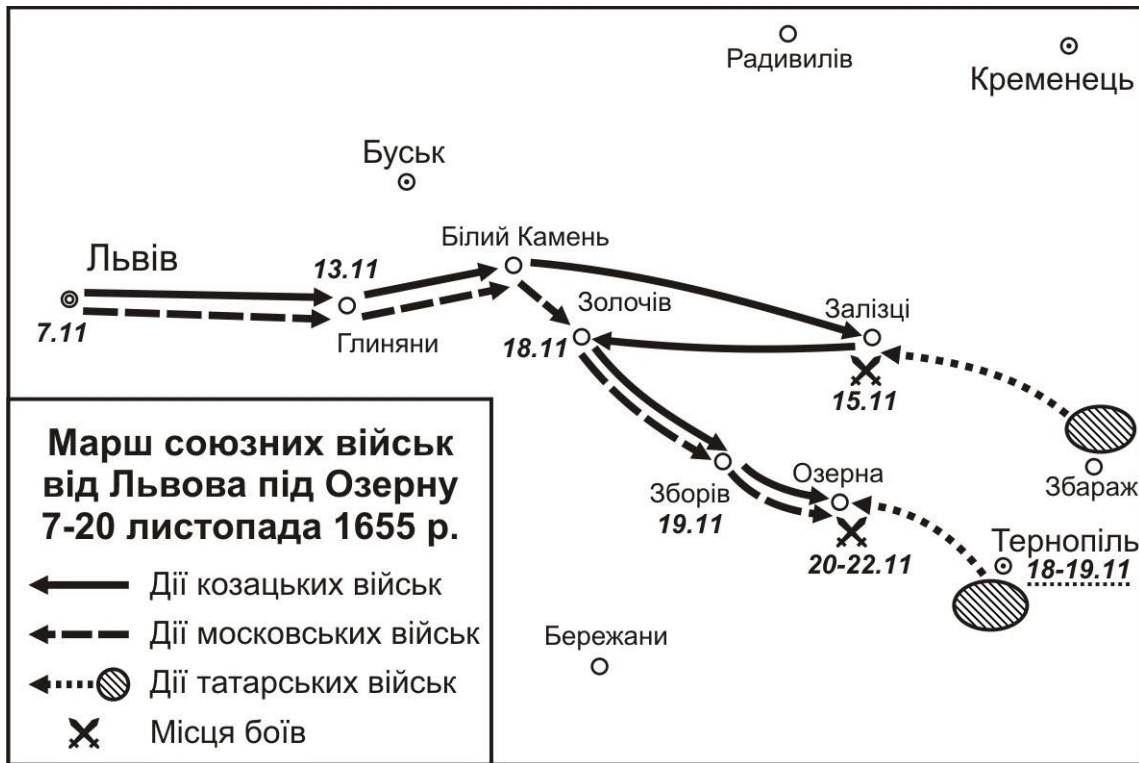 Радивилів
Кременець
Буськ
Білий Камень
Львів
13.11
7.11
Глиняни
Золочів
18.11
Залізці
15.11
Збараж
Зборів
19.11
Озерна
20-22.11
Тернопіль
18-19.11
Бережани
Марш союзних військ
від Львова під Озерну
7-20 листопада 1655 р.
Дії козацьких військ
Дії московських військ
Дії татарських військ
Місця боїв